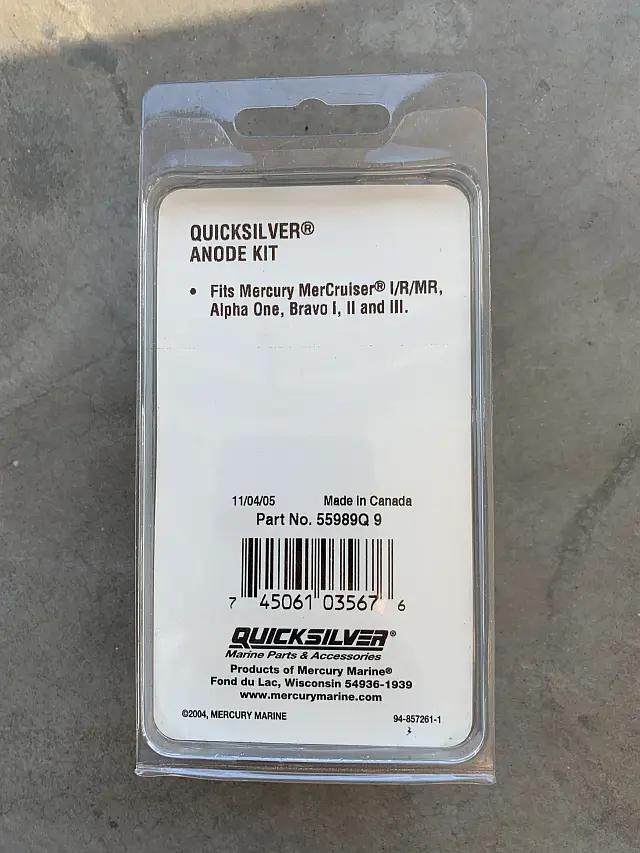 QUICKSILVER®
ANODE KIT
• Fits Mercury MerCruiser® I/R/MR,
Alpha One, Bravo I, II and III.
11/04/05 Made in Canada
Part No. 55989Q 9
7 45061 03567 6
QUICKSILVER®
Marine Parts & Accessories
Products of Mercury Marine®
Fond du Lac, Wisconsin 54936-1939
www.mercurymarine.com
©2004, MERCURY MARINE 94-857261-1